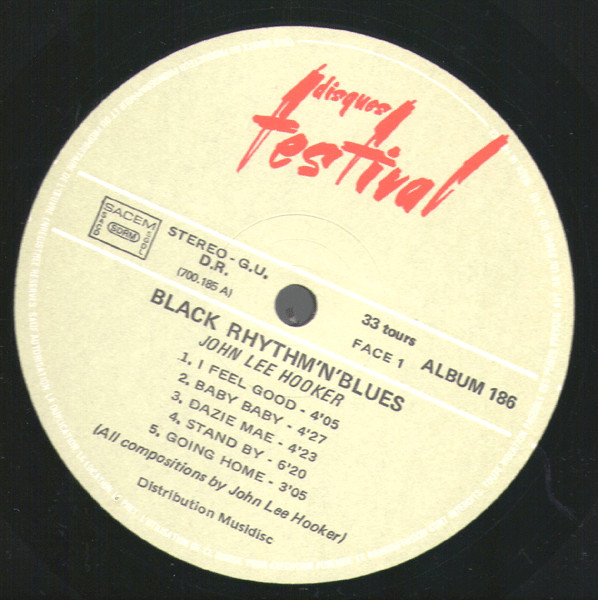 disques
festival
SACEM
SDRM
SACD
STEREO - G.U.
D.R.
(700.185 A)
33 tours
FACE 1
ALBUM 186
BLACK RHYTHM'N'BLUES
JOHN LEE HOOKER
1. I FEEL GOOD - 4'05
2. BABY BABY - 4'27
3. DAZIE MAE - 4'23
4. STAND BY - 6'20
5. GOING HOME - 3'05
(All compositions by John Lee Hooker)
Distribution Musidisc